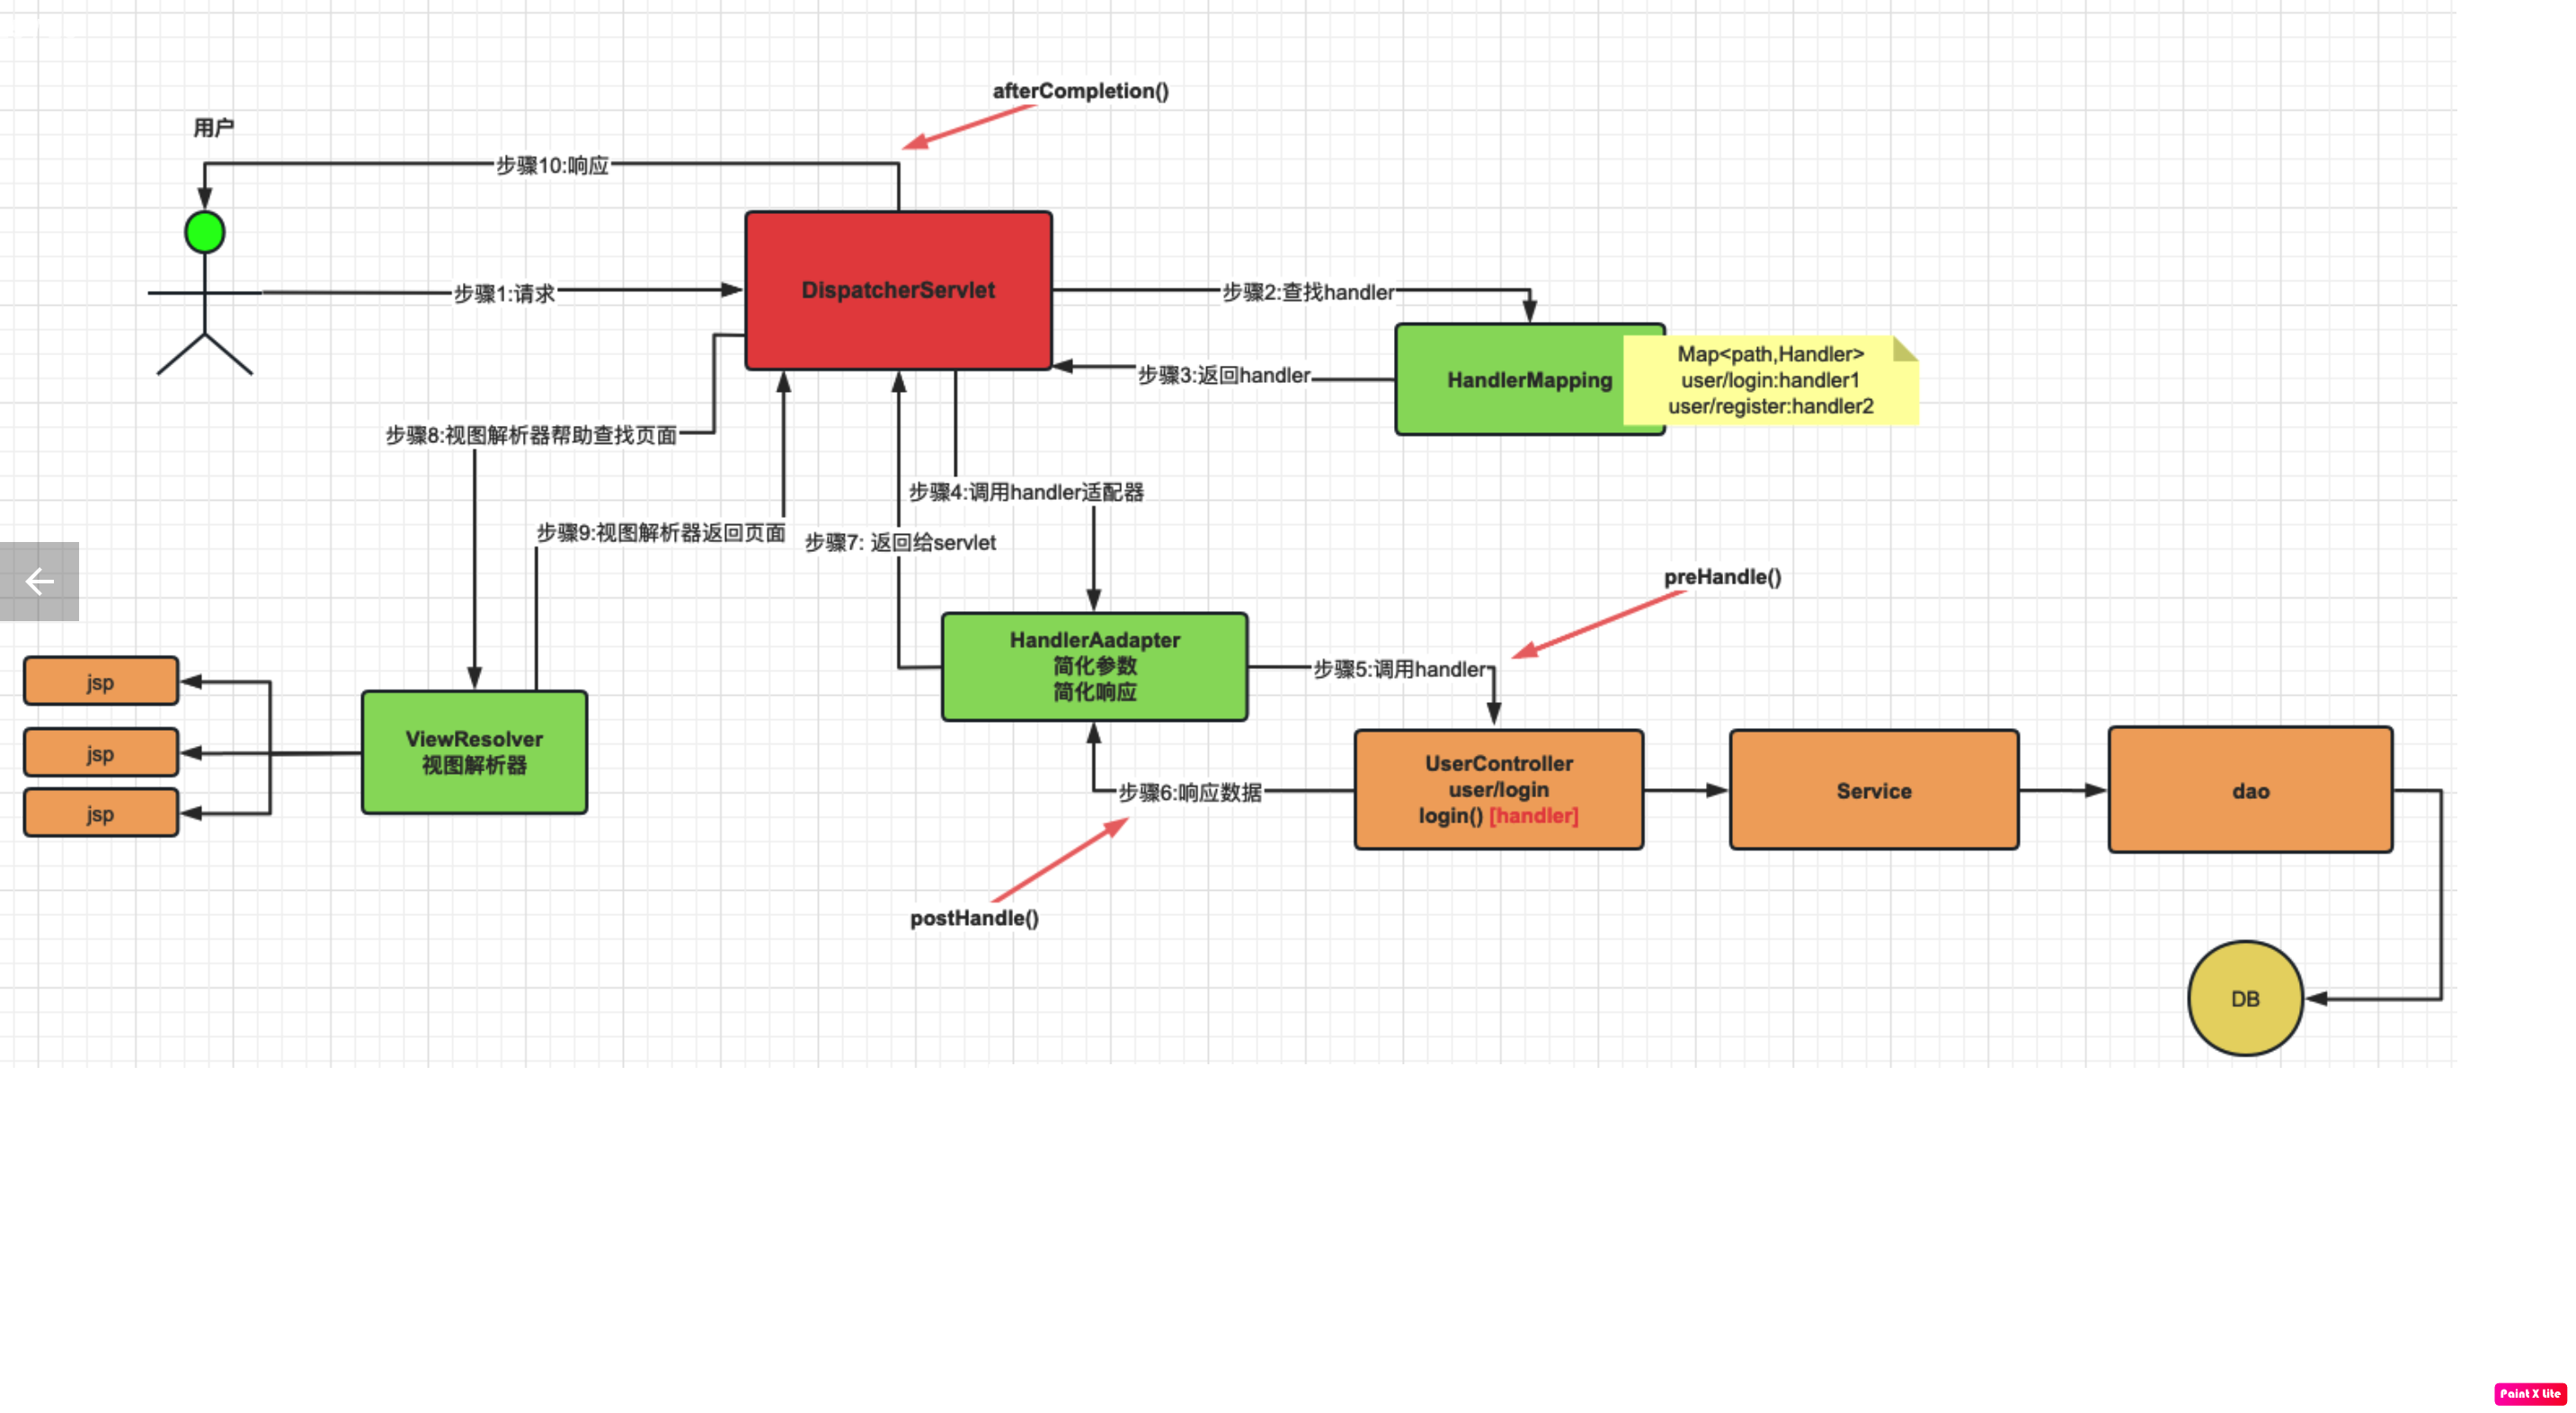 afterCompletion()
用户
步骤10:响应
步骤1:请求
DispatcherServlet
步骤2:查找handler
步骤3:返回handler
HandlerMapping
Map<path,Handler>
user/login:handler1
user/register:handler2
步骤8:视图解析器帮助查找页面
步骤4:调用handler适配器
步骤9:视图解析器返回页面
步骤7: 返回给servlet
preHandle()
HandlerAadapter
简化参数
简化响应
步骤5:调用handler
jsp
jsp
jsp
ViewResolver
视图解析器
步骤6:响应数据
UserController
user/login
login() [handler]
Service
dao
postHandle()
DB
Paint X Lite